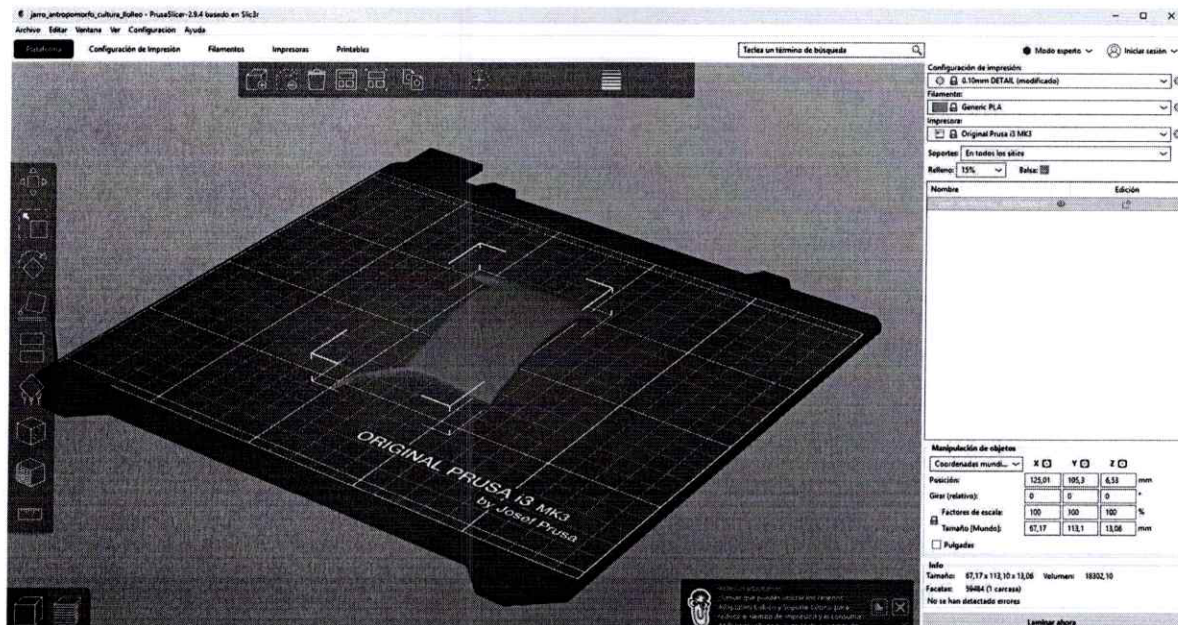 jarro_antropomorfo_cultura_llolleo - PrusaSlicer-2.9.4 basado en Slic3r
Archivo Editar Ventana Ver Configuración Ayuda
Plataforma Configuración de Impresión Filamentos Impresoras Printables
Teclea un término de búsqueda
Modo experto Iniciar sesión
Configuración de impresión:
0.10mm DETAIL (modificado)
Filamento:
Generic PLA
Impresora:
Original Prusa i3 MK3
Soportes: En todos los sitios
Relleno: 15% Balsa:
Nombre Edición
ORIGINAL PRUSA i3 MK3
by Josef Prusa
Manipulación de objetos
Coordenadas mundi... X Y Z
Posición: 125,01 105,3 6,53 mm
Girar (relativo): 0 0 0 °
Factores de escala: 100 100 100 %
Tamaño [Mundo]: 67,17 113,1 13,06 mm
Pulgadas
Info
Tamaño: 67,17 x 113,10 x 13,06 Volumen: 18302,10
Facetas: 59464 (1 carcasa)
No se han detectado errores
Laminar ahora